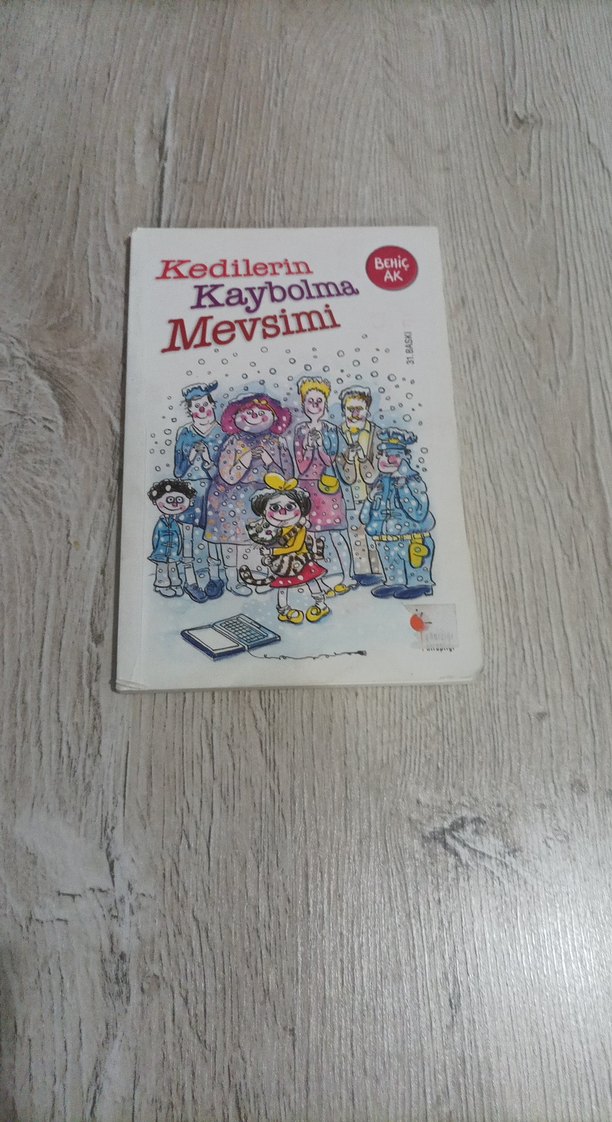 Kedilerin
Kaybolma
Mevsimi
BEHİÇ
AK
31. BASKI